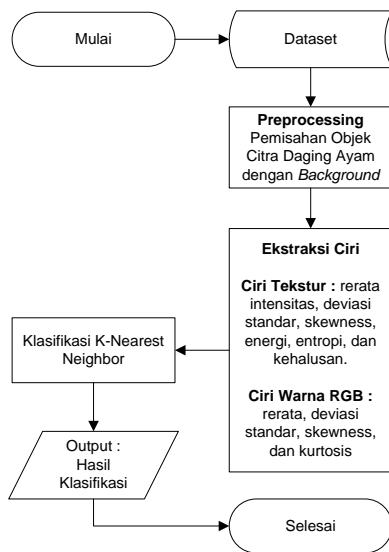 Mulai
Dataset
Preprocessing
Pemisahan Objek
Citra Daging Ayam
dengan Background
Ekstraksi Ciri
Ciri Tekstur : rerata
intensitas, deviasi
standar, skewness,
energi, entropi, dan
kehalusan.
Ciri Warna RGB :
rerata, deviasi
standar, skewness,
dan kurtosis
Klasifikasi K-Nearest
Neighbor
Output :
Hasil
Klasifikasi
Selesai